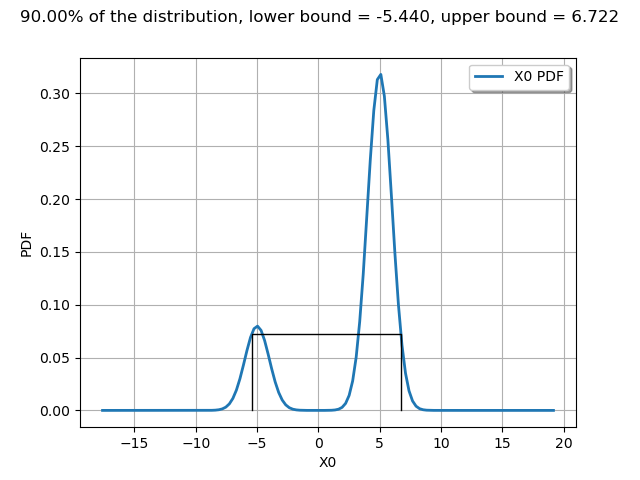 90.00% of the distribution, lower bound = -5.440, upper bound = 6.722
X0 PDF
0.30
0.25
0.20
0.15
0.10
0.05
0.00
PDF
−15 −10 −5 0 5 10 15 20
X0